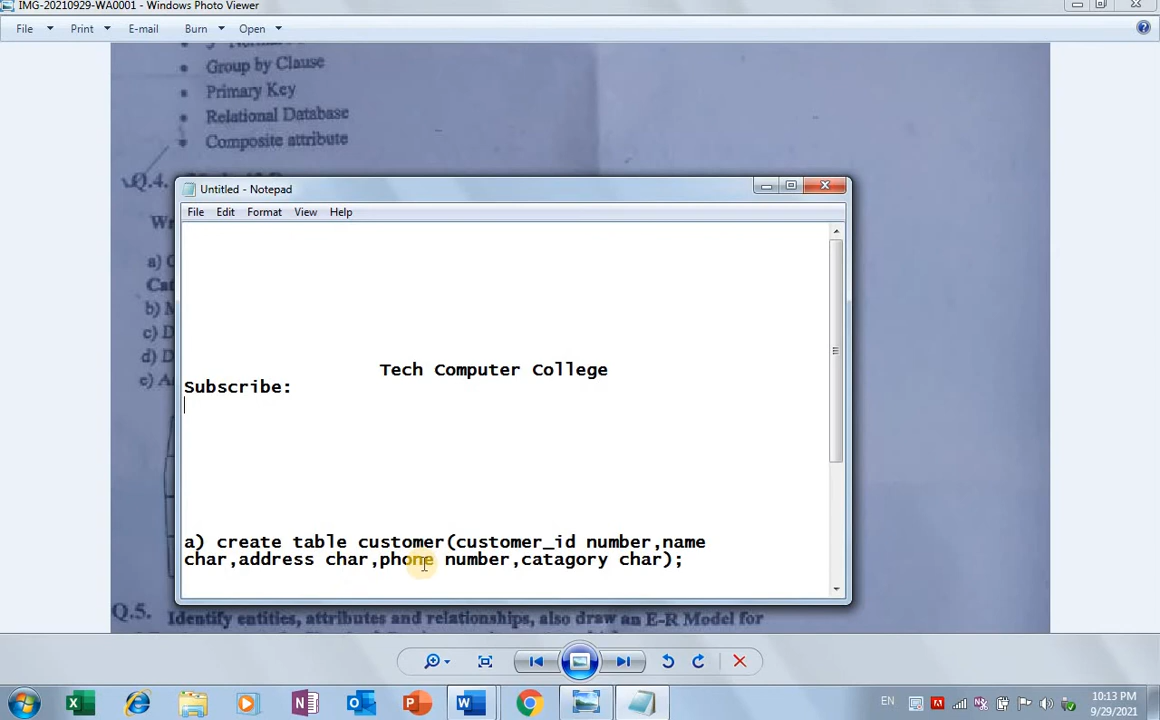 IMG-20210929-WA0001 - Windows Photo Viewer
File Print E-mail Burn Open
• Group by Clause
• Primary Key
• Relational Database
• Composite attribute
Q.4.
Untitled - Notepad
File Edit Format View Help
Tech Computer College
Subscribe:
a) create table customer(customer_id number,name
char,address char,phone number,catagory char);
a)
b)
c) D
d) D
e)
Q.5. Identify entities, attributes and relationships, also draw an E-R Model for
EN
10:13 PM
9/29/2021